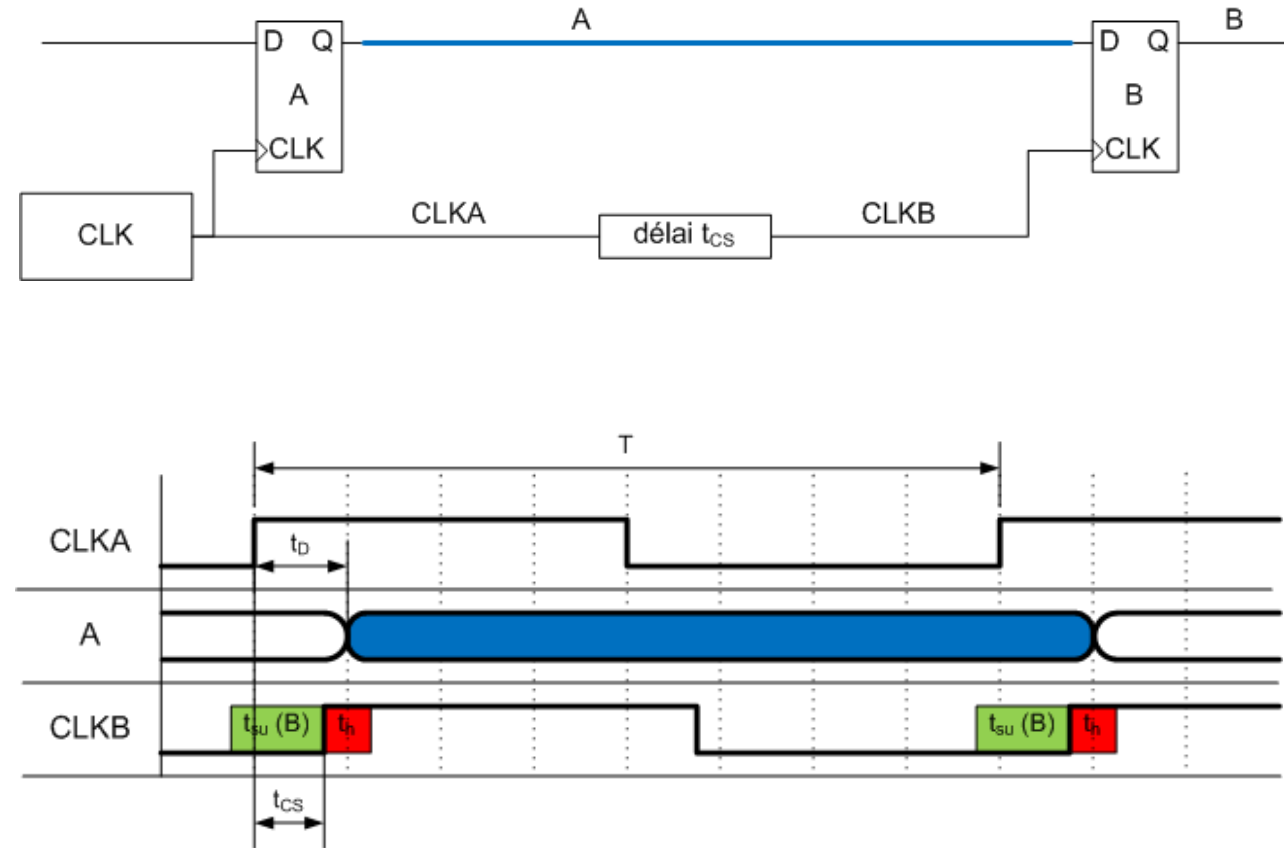 A B
D Q D Q
A B
CLK CLK
CLK CLKA délai tCS CLKB
T
CLKA
tD
A
CLKB tsu (B) th tsu (B) th
tCS